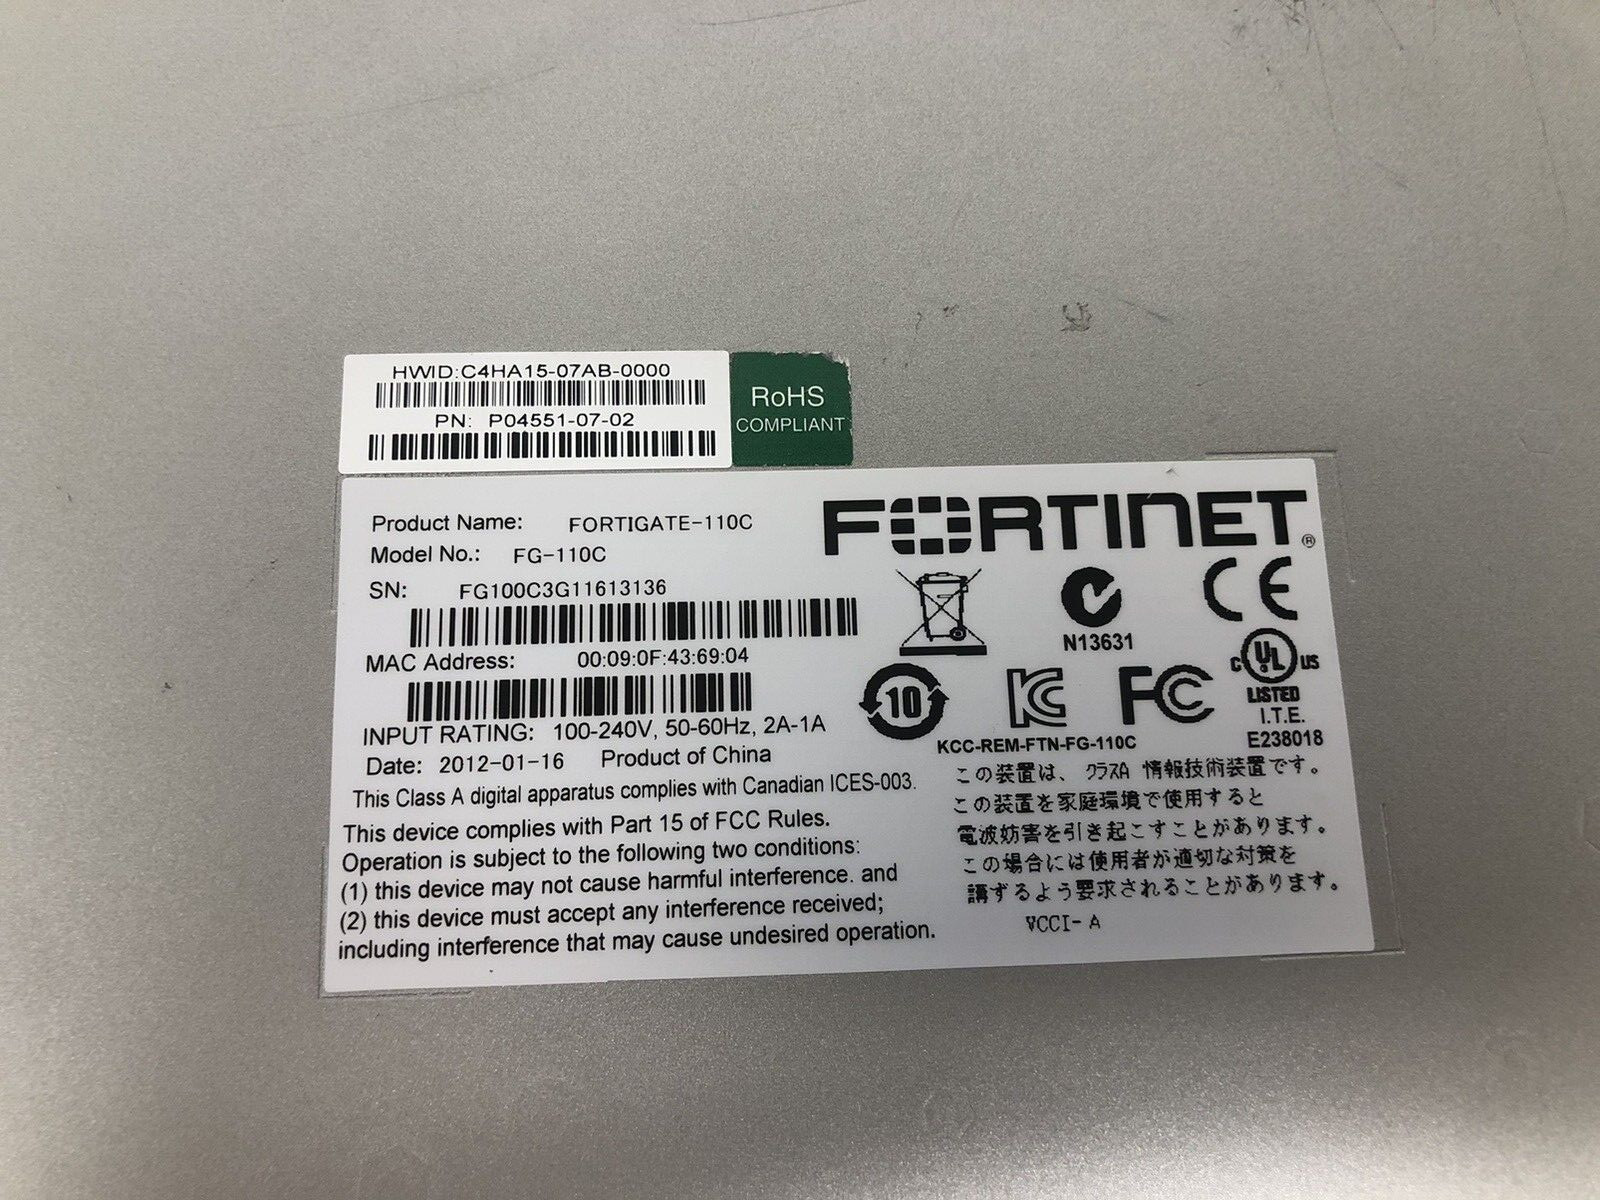 HWID:C4HA15-07AB-0000
PN: P04551-07-02
RoHS
COMPLIANT
Product Name: FORTIGATE-110C
Model No.: FG-110C
SN: FG100C3G11613136
MAC Address: 00:09:0F:43:69:04
INPUT RATING: 100-240V, 50-60Hz, 2A-1A
Date: 2012-01-16 Product of China
This Class A digital apparatus complies with Canadian ICES-003.
This device complies with Part 15 of FCC Rules.
Operation is subject to the following two conditions:
(1) this device may not cause harmful interference. and
(2) this device must accept any interference received;
including interference that may cause undesired operation.
FORTINET®
CE
N13631
C UL US
LISTED
I.T.E.
E238018
10
KC
FC
KCC-REM-FTN-FG-110C
この装置は、クラスA 情報技術装置です。
この装置を家庭環境で使用すると
電波妨害を引き起こすことがあります。
この場合には使用者が適切な対策を
講ずるよう要求されることがあります。
VCCI-A